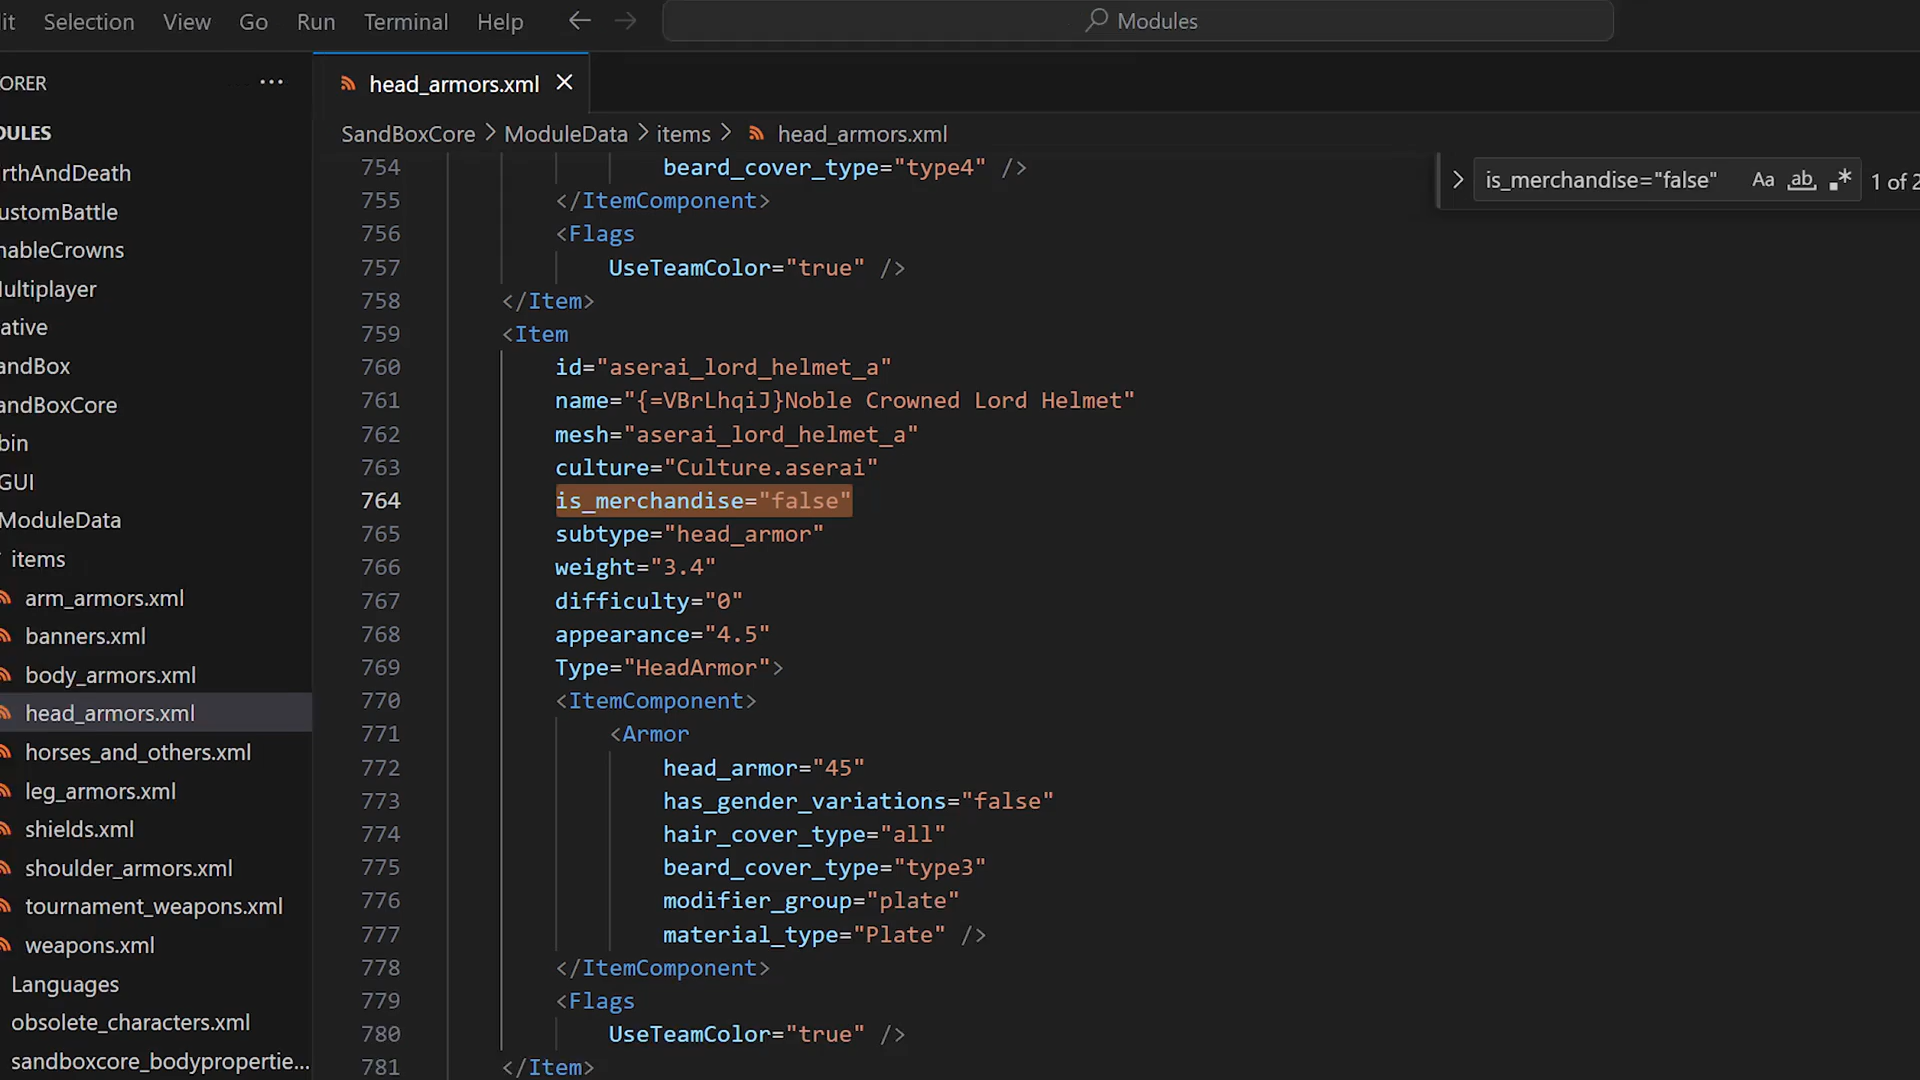 it Selection View Go Run Terminal Help Modules
ORER
head_armors.xml
DULES
SandBoxCore > ModuleData > items > head_armors.xml
rthAndDeath
ustomBattle
nableCrowns
ultiplayer
ative
andBox
andBoxCore
bin
GUI
ModuleData
items
arm_armors.xml
banners.xml
body_armors.xml
head_armors.xml
horses_and_others.xml
leg_armors.xml
shields.xml
shoulder_armors.xml
tournament_weapons.xml
weapons.xml
Languages
obsolete_characters.xml
sandboxcore_bodypropertie...
is_merchandise="false" Aa ab .* 1 of 2
754 beard_cover_type="type4" />
755 </ItemComponent>
756 <Flags
757 UseTeamColor="true" />
758 </Item>
759 <Item
760 id="aserai_lord_helmet_a"
761 name="{=VBrLhqiJ}Noble Crowned Lord Helmet"
762 mesh="aserai_lord_helmet_a"
763 culture="Culture.aserai"
764 is_merchandise="false"
765 subtype="head_armor"
766 weight="3.4"
767 difficulty="0"
768 appearance="4.5"
769 Type="HeadArmor">
770 <ItemComponent>
771 <Armor
772 head_armor="45"
773 has_gender_variations="false"
774 hair_cover_type="all"
775 beard_cover_type="type3"
776 modifier_group="plate"
777 material_type="Plate" />
778 </ItemComponent>
779 <Flags
780 UseTeamColor="true" />
781 </Item>